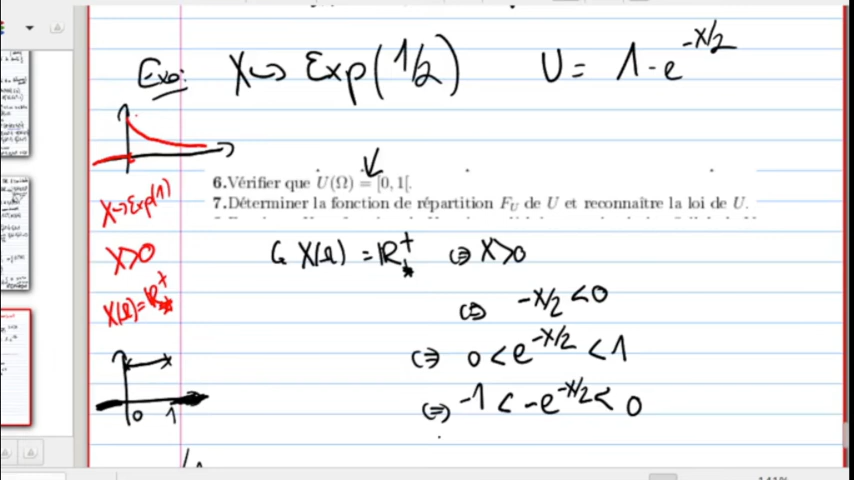 Exo: X ↪ Exp(1/2) U = 1 - e^{-X/2}
6.Vérifier que U(Ω) = [0, 1[.
7.Déterminer la fonction de répartition F_U de U et reconnaître la loi de U.
X ↪ Exp(1)
X>0
X(Ω) = ℝ^+_*
X(Ω) = ℝ^+_* ⇔ X>0
⇔ -X/2 < 0
⇔ 0 < e^{-X/2} < 1
⇔ -1 < -e^{-X/2} < 0
0 1